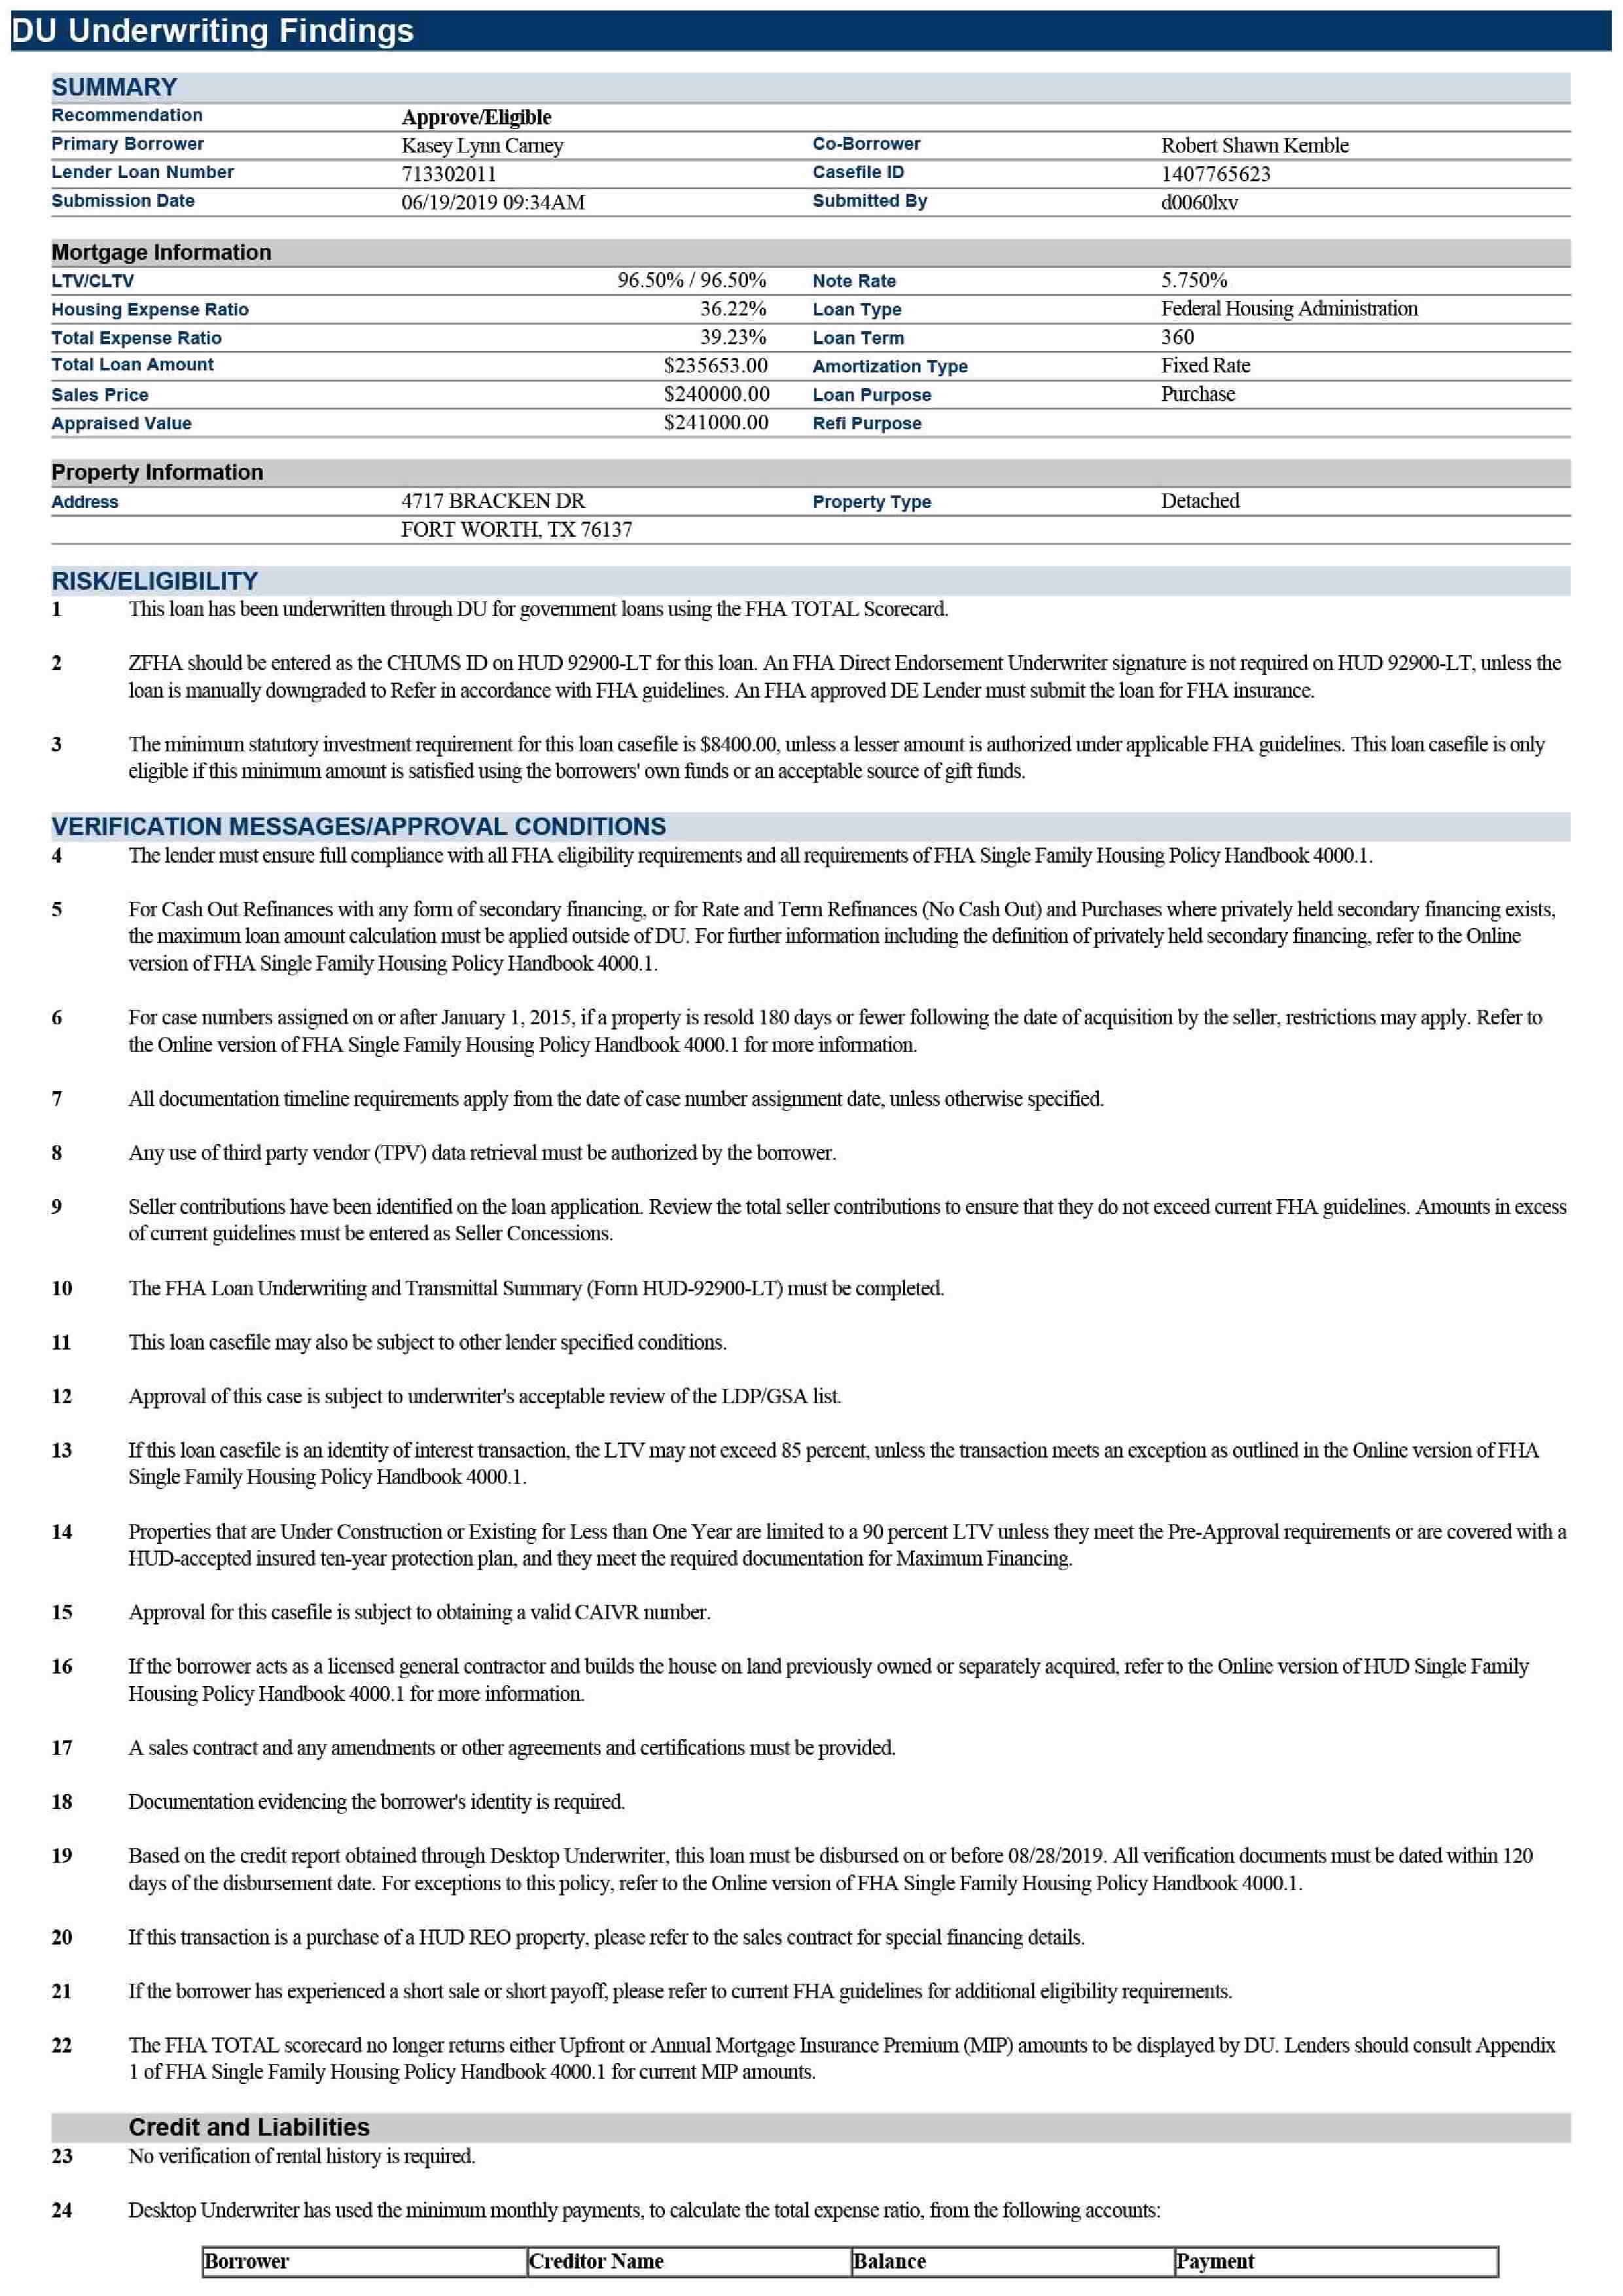 DU Underwriting Findings
SUMMARY
Recommendation Approve/Eligible
Primary Borrower Kasey Lynn Carney Co-Borrower Robert Shawn Kemble
Lender Loan Number 713302011 Casefile ID 1407765623
Submission Date 06/19/2019 09:34AM Submitted By d0060lxv
Mortgage Information
LTV/CLTV 96.50% / 96.50% Note Rate 5.750%
Housing Expense Ratio 36.22% Loan Type Federal Housing Administration
Total Expense Ratio 39.23% Loan Term 360
Total Loan Amount $235653.00 Amortization Type Fixed Rate
Sales Price $240000.00 Loan Purpose Purchase
Appraised Value $241000.00 Refi Purpose
Property Information
Address 4717 BRACKEN DR Property Type Detached
FORT WORTH, TX 76137
RISK/ELIGIBILITY
1 This loan has been underwritten through DU for government loans using the FHA TOTAL Scorecard.
2 ZFHA should be entered as the CHUMS ID on HUD 92900-LT for this loan. An FHA Direct Endorsement Underwriter signature is not required on HUD 92900-LT, unless the
loan is manually downgraded to Refer in accordance with FHA guidelines. An FHA approved DE Lender must submit the loan for FHA insurance.
3 The minimum statutory investment requirement for this loan casefile is $8400.00, unless a lesser amount is authorized under applicable FHA guidelines. This loan casefile is only
eligible if this minimum amount is satisfied using the borrowers' own funds or an acceptable source of gift funds.
VERIFICATION MESSAGES/APPROVAL CONDITIONS
4 The lender must ensure full compliance with all FHA eligibility requirements and all requirements of FHA Single Family Housing Policy Handbook 4000.1.
5 For Cash Out Refinances with any form of secondary financing, or for Rate and Term Refinances (No Cash Out) and Purchases where privately held secondary financing exists,
the maximum loan amount calculation must be applied outside of DU. For further information including the definition of privately held secondary financing, refer to the Online
version of FHA Single Family Housing Policy Handbook 4000.1.
6 For case numbers assigned on or after January 1, 2015, if a property is resold 180 days or fewer following the date of acquisition by the seller, restrictions may apply. Refer to
the Online version of FHA Single Family Housing Policy Handbook 4000.1 for more information.
7 All documentation timeline requirements apply from the date of case number assignment date, unless otherwise specified.
8 Any use of third party vendor (TPV) data retrieval must be authorized by the borrower.
9 Seller contributions have been identified on the loan application. Review the total seller contributions to ensure that they do not exceed current FHA guidelines. Amounts in excess
of current guidelines must be entered as Seller Concessions.
10 The FHA Loan Underwriting and Transmittal Summary (Form HUD-92900-LT) must be completed.
11 This loan casefile may also be subject to other lender specified conditions.
12 Approval of this case is subject to underwriter's acceptable review of the LDP/GSA list.
13 If this loan casefile is an identity of interest transaction, the LTV may not exceed 85 percent, unless the transaction meets an exception as outlined in the Online version of FHA
Single Family Housing Policy Handbook 4000.1.
14 Properties that are Under Construction or Existing for Less than One Year are limited to a 90 percent LTV unless they meet the Pre-Approval requirements or are covered with a
HUD-accepted insured ten-year protection plan, and they meet the required documentation for Maximum Financing.
15 Approval for this casefile is subject to obtaining a valid CAIVR number.
16 If the borrower acts as a licensed general contractor and builds the house on land previously owned or separately acquired, refer to the Online version of HUD Single Family
Housing Policy Handbook 4000.1 for more information.
17 A sales contract and any amendments or other agreements and certifications must be provided.
18 Documentation evidencing the borrower's identity is required.
19 Based on the credit report obtained through Desktop Underwriter, this loan must be disbursed on or before 08/28/2019. All verification documents must be dated within 120
days of the disbursement date. For exceptions to this policy, refer to the Online version of FHA Single Family Housing Policy Handbook 4000.1.
20 If this transaction is a purchase of a HUD REO property, please refer to the sales contract for special financing details.
21 If the borrower has experienced a short sale or short payoff, please refer to current FHA guidelines for additional eligibility requirements.
22 The FHA TOTAL scorecard no longer returns either Upfront or Annual Mortgage Insurance Premium (MIP) amounts to be displayed by DU. Lenders should consult Appendix
1 of FHA Single Family Housing Policy Handbook 4000.1 for current MIP amounts.
Credit and Liabilities
23 No verification of rental history is required.
24 Desktop Underwriter has used the minimum monthly payments, to calculate the total expense ratio, from the following accounts:
Borrower Creditor Name Balance Payment